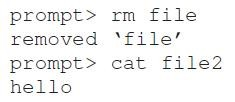 prompt> rm file
removed ‘file’
prompt> cat file2
hello